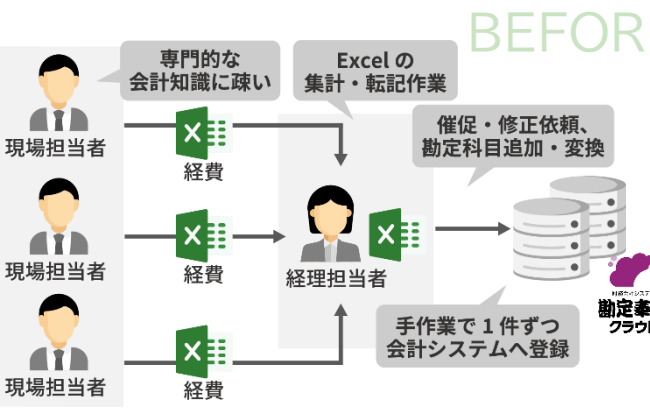 BEFOR
専門的な
会計知識に疎い
Excel の
集計・転記作業
催促・修正依頼、
勘定科目追加・変換
現場担当者
経費
現場担当者
経費
経理担当者
現場担当者
経費
手作業で 1 件ずつ
会計システムへ登録
勘定奉
クラウ